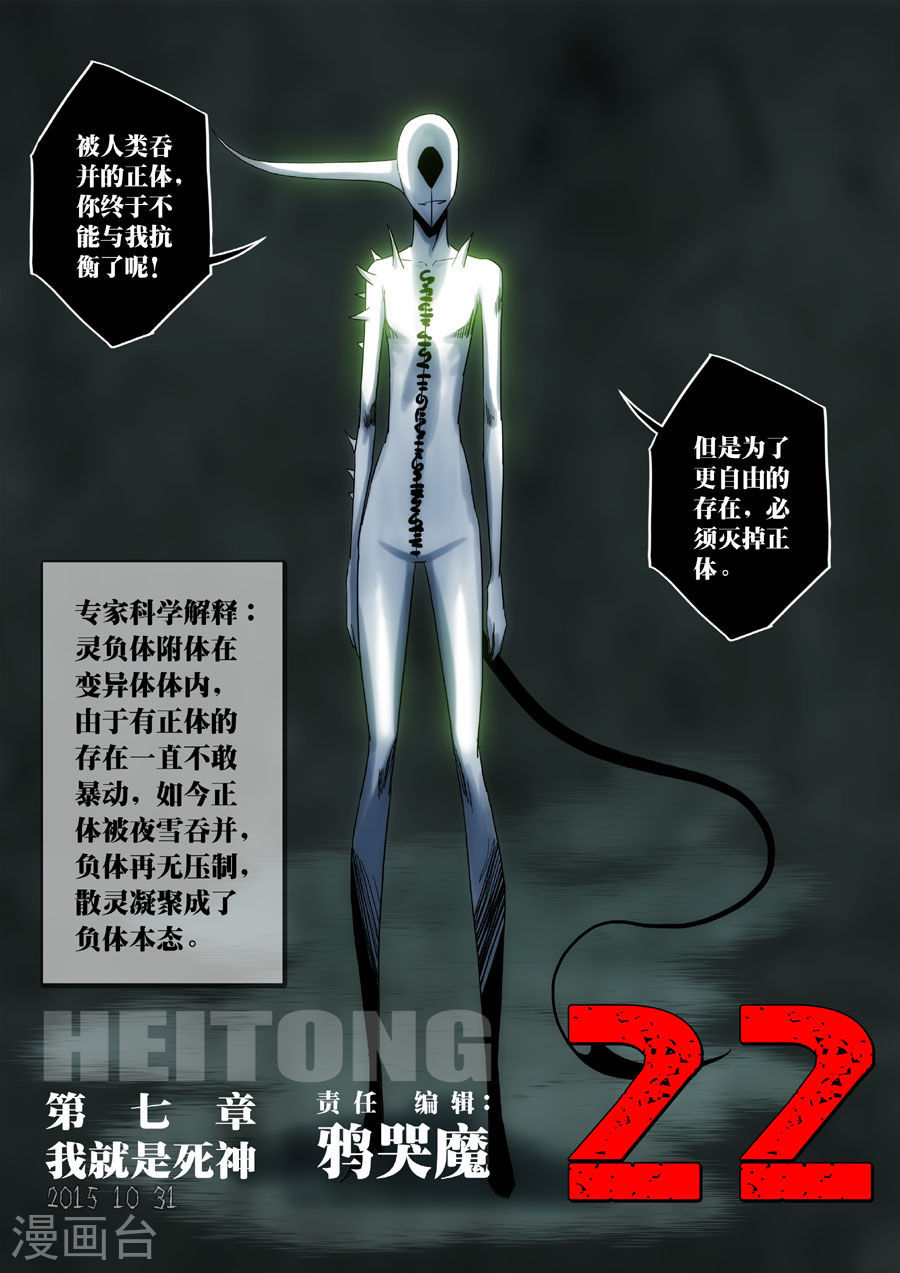 被人类吞
并的正体，
你终于不
能与我抗
衡了呢！
但是为了
更自由的
存在，必
须灭掉正
体。
专家科学解释：
灵负体附体在
变异体体内，
由于有正体的
存在一直不敢
暴动，如今正
体被夜雪吞并，
负体再无压制，
散灵凝聚成了
负体本态。
HEITONG
22
第七章
我就是死神
责任 编辑：
鸦哭魔
2015 10 31
漫画台